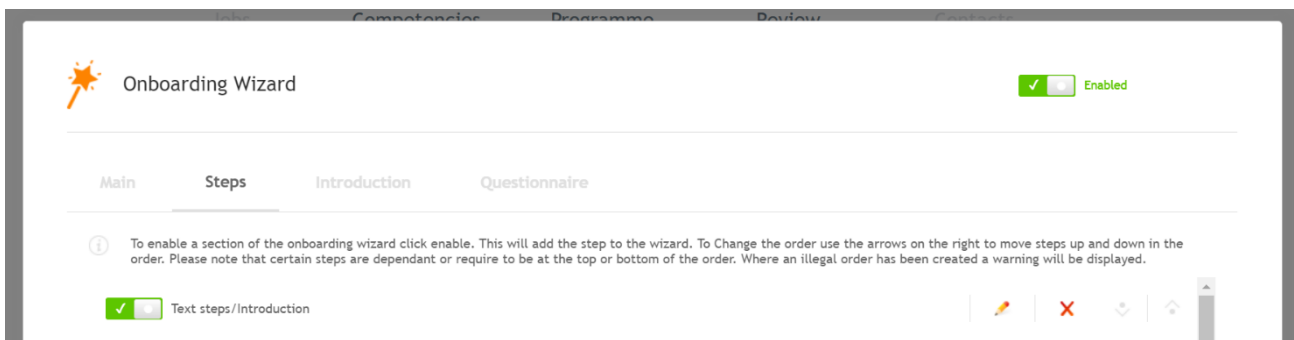 Jobs Competencies Programme Review Contacts
Onboarding Wizard
Enabled
Main Steps Introduction Questionnaire
To enable a section of the onboarding wizard click enable. This will add the step to the wizard. To Change the order use the arrows on the right to move steps up and down in the
order. Please note that certain steps are dependant or require to be at the top or bottom of the order. Where an illegal order has been created a warning will be displayed.
Text steps/Introduction